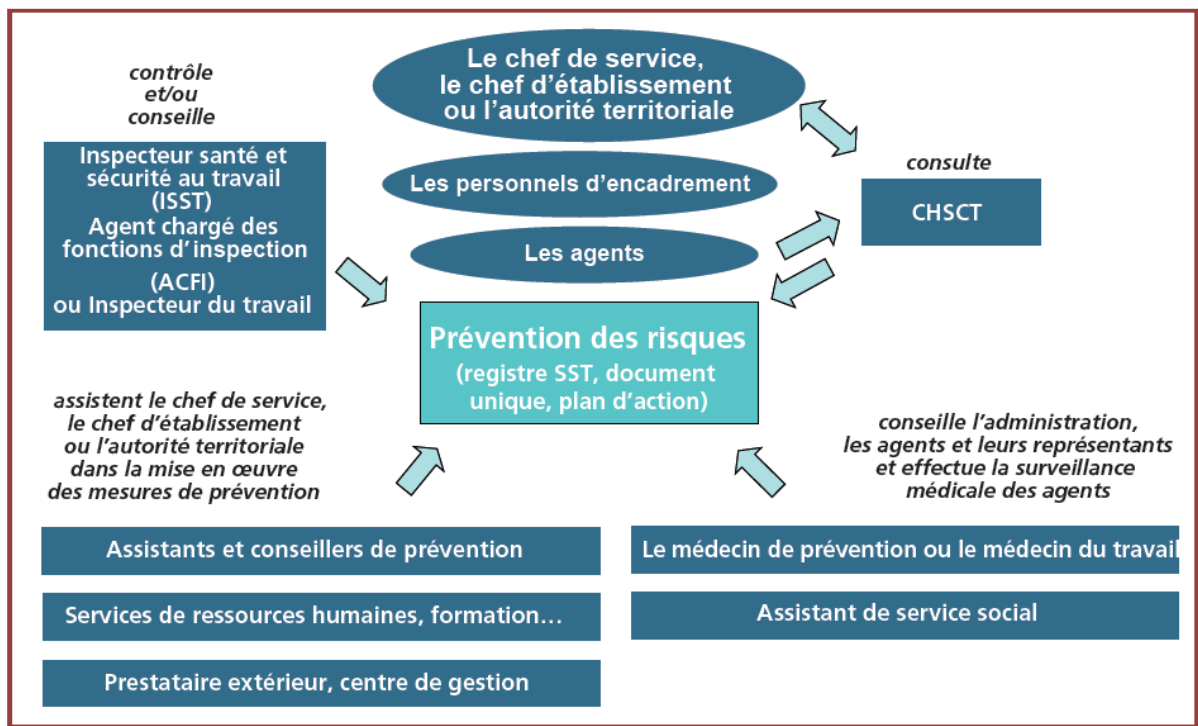 Le chef de service,
le chef d'établissement
ou l'autorité territoriale
contrôle
et/ou
conseille
Inspecteur santé et
sécurité au travail
(ISST)
Agent chargé des
fonctions d'inspection
(ACFI)
ou Inspecteur du travail
Les personnels d'encadrement
Les agents
consulte
CHSCT
Prévention des risques
(registre SST, document
unique, plan d'action)
assistent le chef de service,
le chef d'établissement
ou l'autorité territoriale
dans la mise en œuvre
des mesures de prévention
conseille l'administration,
les agents et leurs représentants
et effectue la surveillance
médicale des agents
Assistants et conseillers de prévention
Services de ressources humaines, formation…
Prestataire extérieur, centre de gestion
Le médecin de prévention ou le médecin du travail
Assistant de service social